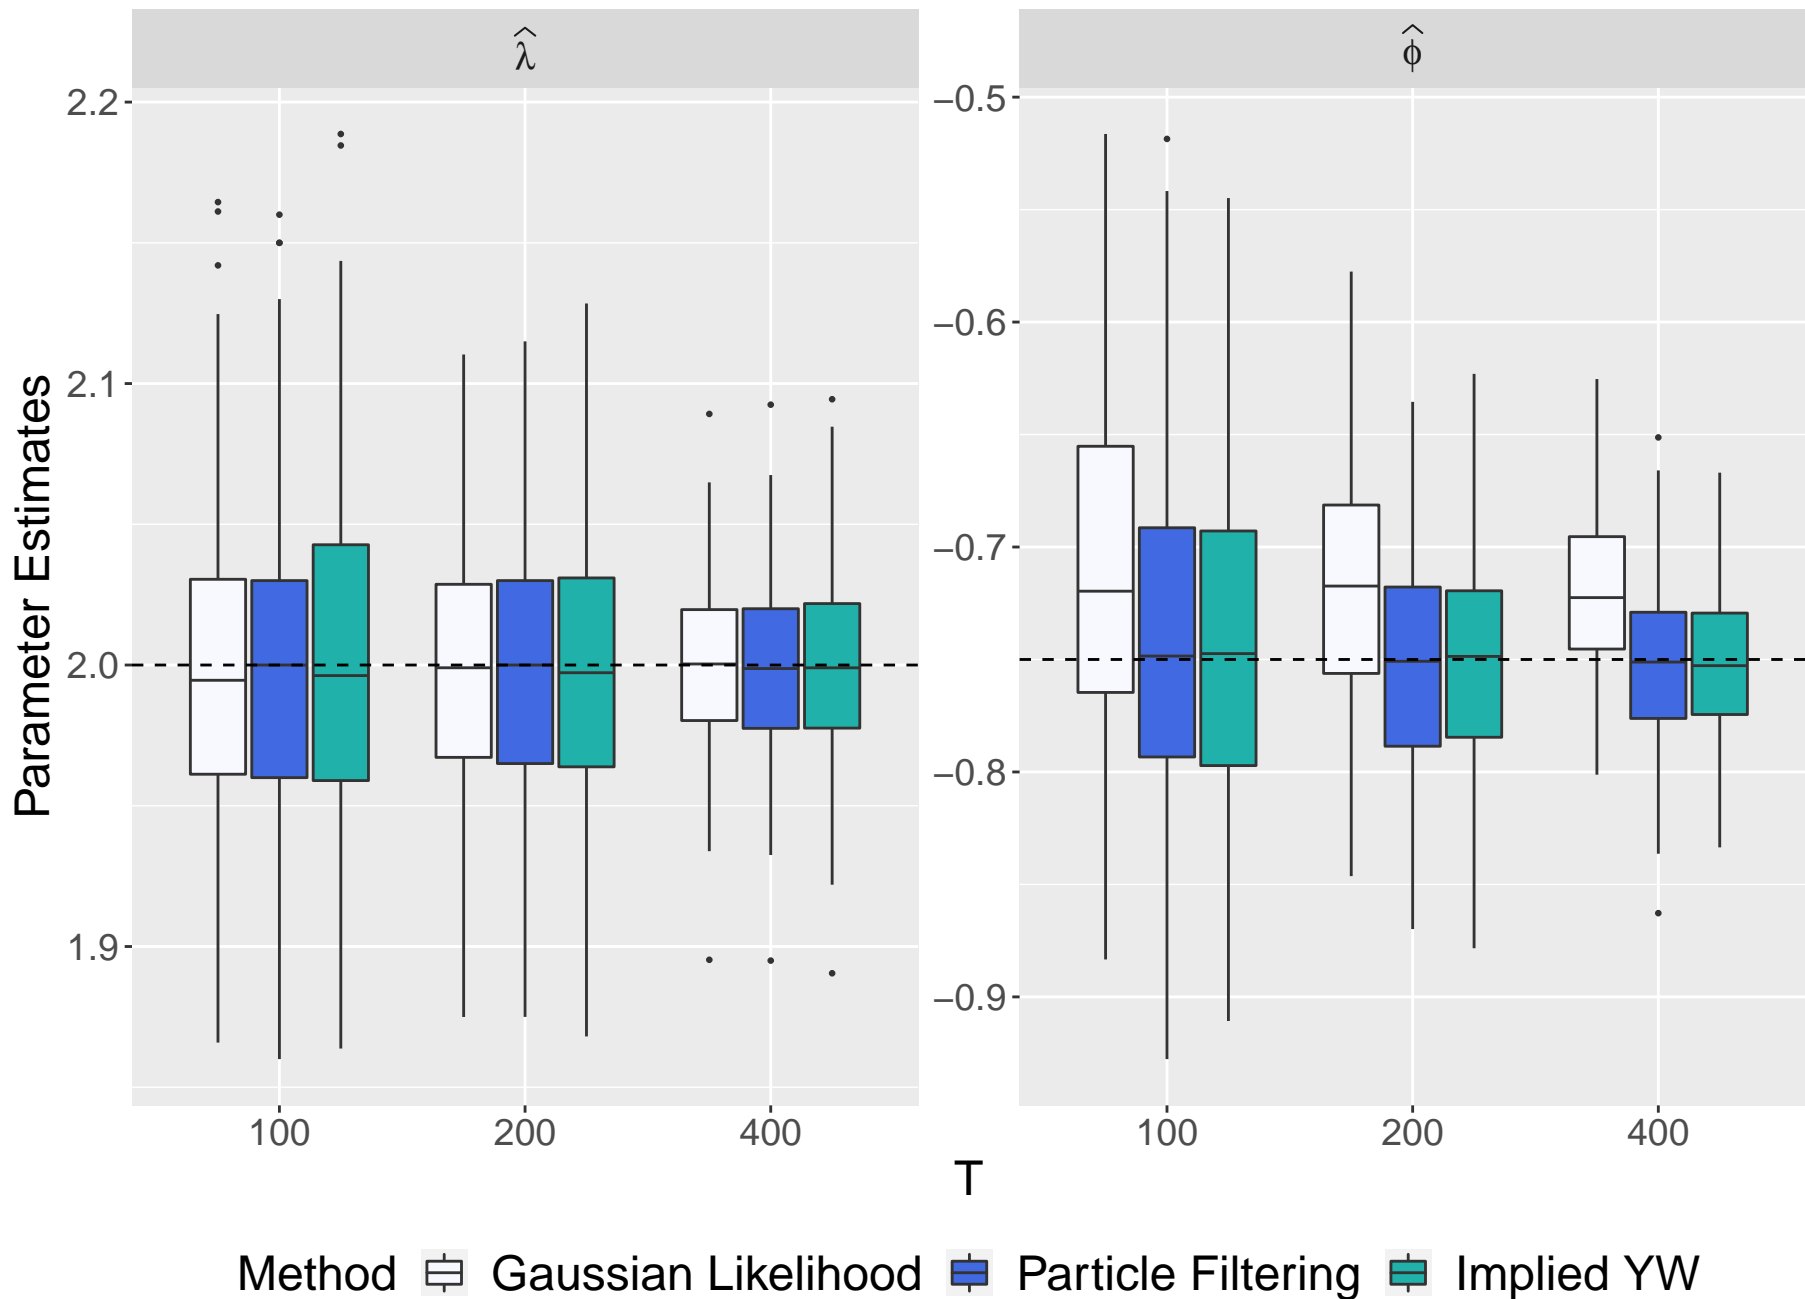 λ̂
ϕ̂
Parameter Estimates
2.2
2.1
2.0
1.9
−0.5
−0.6
−0.7
−0.8
−0.9
100 200 400
100 200 400
T
Method Gaussian Likelihood Particle Filtering Implied YW